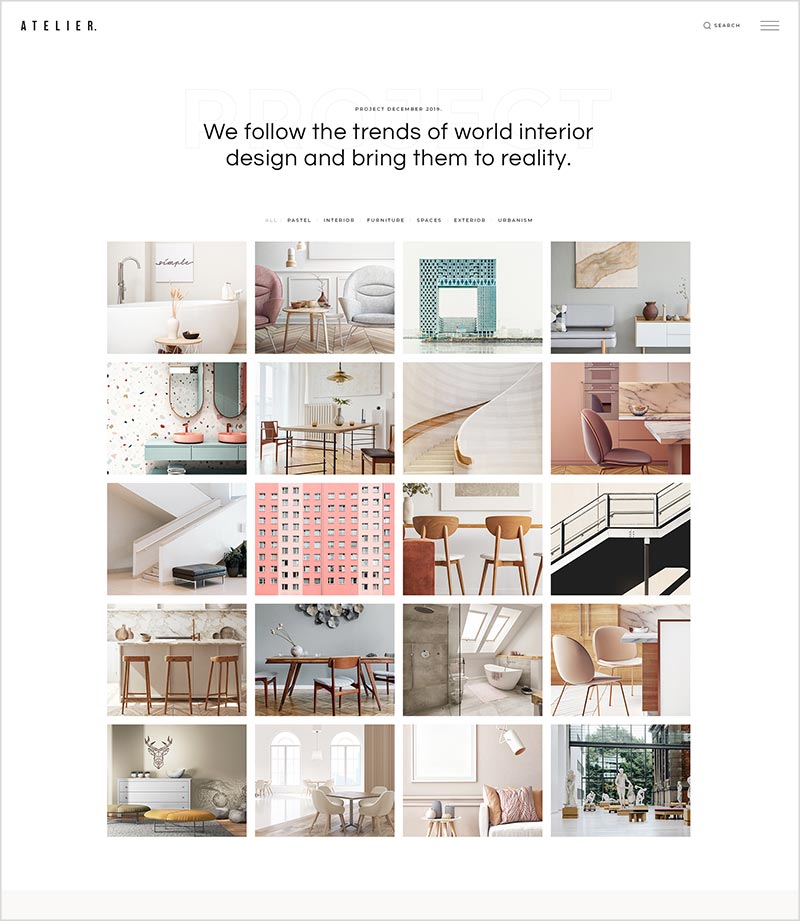 ATELIER.
SEARCH
PROJECT
PROJECT DECEMBER 2019.
We follow the trends of world interior
design and bring them to reality.
ALL PASTEL INTERIOR FURNITURE SPACES EXTERIOR URBANISM
simple